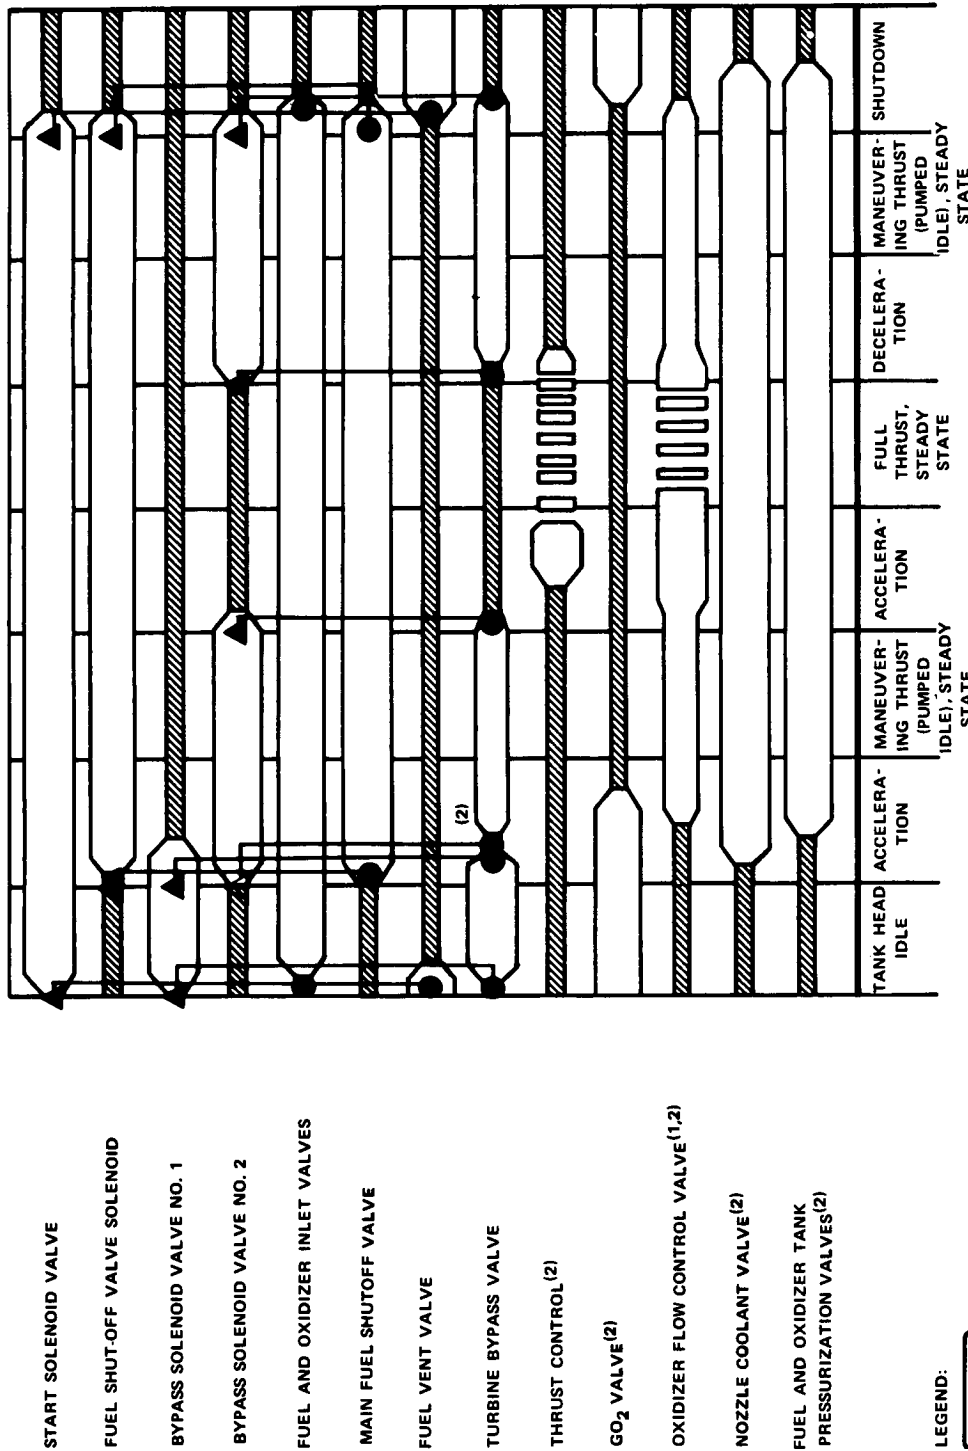 START SOLENOID VALVE
FUEL SHUT-OFF VALVE SOLENOID
BYPASS SOLENOID VALVE NO. 1
BYPASS SOLENOID VALVE NO. 2
FUEL AND OXIDIZER INLET VALVES
MAIN FUEL SHUTOFF VALVE
FUEL VENT VALVE
TURBINE BYPASS VALVE
(2)
THRUST CONTROL(2)
GO2 VALVE(2)
OXIDIZER FLOW CONTROL VALVE(1,2)
NOZZLE COOLANT VALVE(2)
FUEL AND OXIDIZER TANK
PRESSURIZATION VALVES(2)
TANK HEAD
IDLE
ACCELERA-
TION
MANEUVER-
ING THRUST
(PUMPED
IDLE), STEADY
STATE
ACCELERA-
TION
FULL
THRUST,
STEADY
STATE
DECELERA-
TION
MANEUVER-
ING THRUST
(PUMPED
IDLE), STEADY
STATE
SHUTDOWN
LEGEND: